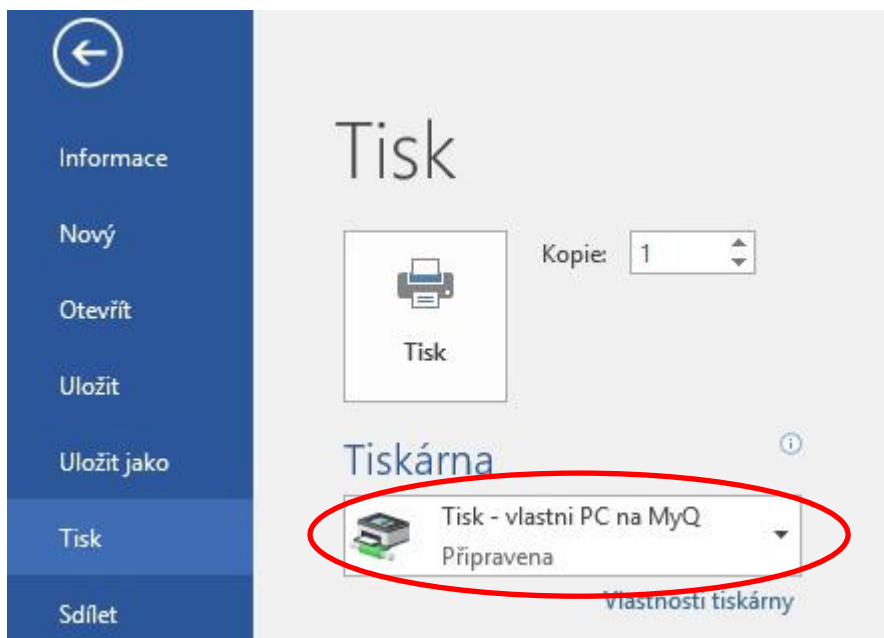 Informace
Nový
Otevřít
Uložit
Uložit jako
Tisk
Sdílet
Tisk
Kopie: 1
Tisk
Tiskárna
Tisk - vlastni PC na MyQ
Připravena
Vlastnosti tiskárny